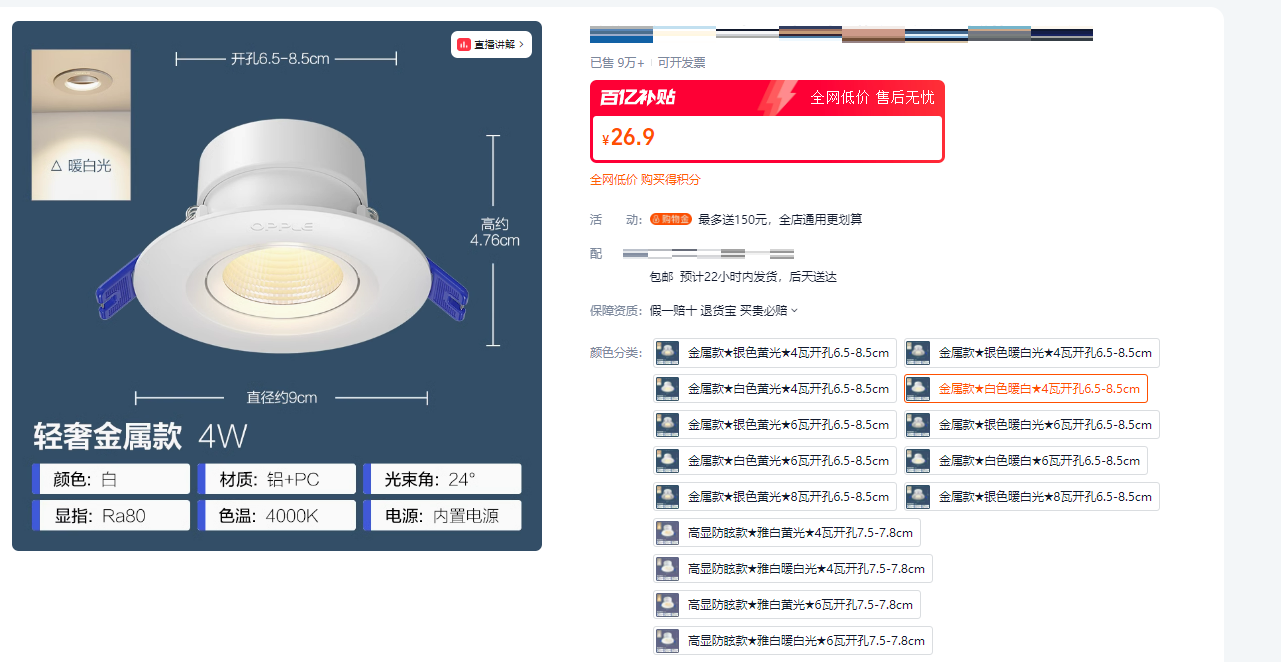 直播讲解
开孔6.5-8.5cm
△ 暖白光
OPPLE
高约
4.76cm
直径约9cm
轻奢金属款 4W
颜色: 白
材质: 铝+PC
光束角: 24°
显指: Ra80
色温: 4000K
电源: 内置电源
已售 9万+
可开发票
百亿补贴
全网低价 售后无忧
¥26.9
全网低价 购买得积分
活 动: 购物金 最多送150元，全店通用更划算
配
包邮 预计22小时内发货，后天送达
保障资质: 假一赔十 退货宝 买贵必赔
颜色分类:
金属款★银色黄光★4瓦开孔6.5-8.5cm
金属款★银色暖白光★4瓦开孔6.5-8.5cm
金属款★白色黄光★4瓦开孔6.5-8.5cm
金属款★白色暖白★4瓦开孔6.5-8.5cm
金属款★银色黄光★6瓦开孔6.5-8.5cm
金属款★银色暖白光★6瓦开孔6.5-8.5cm
金属款★白色黄光★6瓦开孔6.5-8.5cm
金属款★白色暖白★6瓦开孔6.5-8.5cm
金属款★银色黄光★8瓦开孔6.5-8.5cm
金属款★银色暖白光★8瓦开孔6.5-8.5cm
高显防眩款★雅白黄光★4瓦开孔7.5-7.8cm
高显防眩款★雅白暖白光★4瓦开孔7.5-7.8cm
高显防眩款★雅白黄光★6瓦开孔7.5-7.8cm
高显防眩款★雅白暖白光★6瓦开孔7.5-7.8cm